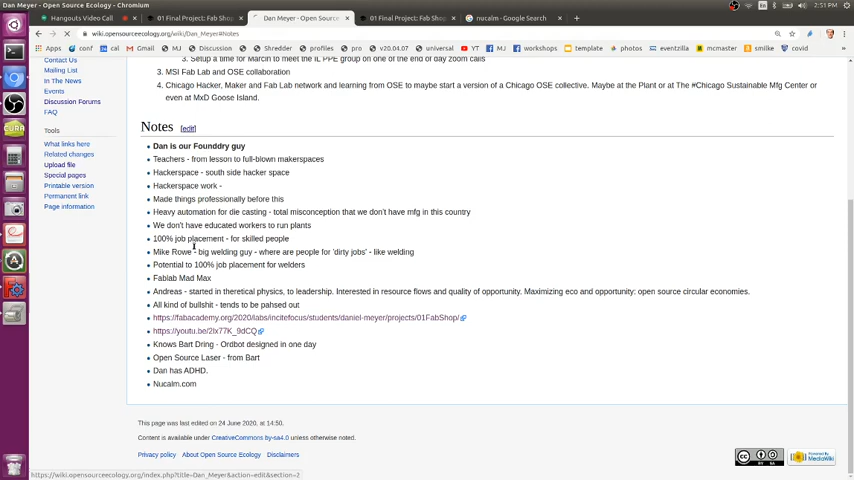 Dan Meyer - Open Source Ecology - Chromium
En
2:51 PM
Hangouts Video Call
01 Final Project: Fab Shop
Dan Meyer - Open Source
01 Final Project: Fab Shop
nucalm - Google Search
wiki.opensourceecology.org/wiki/Dan_Meyer#Notes
Apps
conf
cal
Gmail
WJ
Discussion
Shredder
profiles
pro
v20.04.07
universal
YT
MJ
workshops
template
photos
eventzilla
mcmaster
smilke
covid
Contact Us
Mailing List
In The News
Events
Discussion Forums
FAQ
Tools
What links here
Related changes
Upload file
Special pages
Printable version
Permanent link
Page information
3. Setup a time for Marcin to meet the IL PPE group on one of the end of day zoom calls
3. MSI Fab Lab and OSE collaboration
4. Chicago Hacker, Maker and Fab Lab network and learning from OSE to maybe start a version of a Chicago OSE collective. Maybe at the Plant or at The #Chicago Sustainable Mfg Center or
even at MxD Goose Island.
Notes [edit]
Dan is our Founddry guy
Teachers - from lesson to full-blown makerspaces
Hackerspace - south side hacker space
Hackerspace work -
Made things professionally before this
Heavy automation for die casting - total misconception that we don't have mfg in this country
We don't have educated workers to run plants
100% job placement - for skilled people
Mike Rowe - big welding guy - where are people for 'dirty jobs' - like welding
Potential to 100% job placement for welders
Fablab Mad Max
Andreas - started in theretical physics, to leadership. Interested in resource flows and quality of opportunity. Maximizing eco and opportunity: open source circular economies.
All kind of bullshit - tends to be pahsed out
https://fabacademy.org/2020/labs/incitefocus/students/daniel-meyer/projects/01FabShop/
https://youtu.be/2Ix77K_9dCQ
Knows Bart Dring - Ordbot designed in one day
Open Source Laser - from Bart
Dan has ADHD.
Nucalm.com
This page was last edited on 24 June 2020, at 14:50.
Content is available under CreativeCommons by-sa4.0 unless otherwise noted.
Privacy policy
About Open Source Ecology
Disclaimers
https://wiki.opensourceecology.org/index.php?title=Dan_Meyer&action=edit&section=2